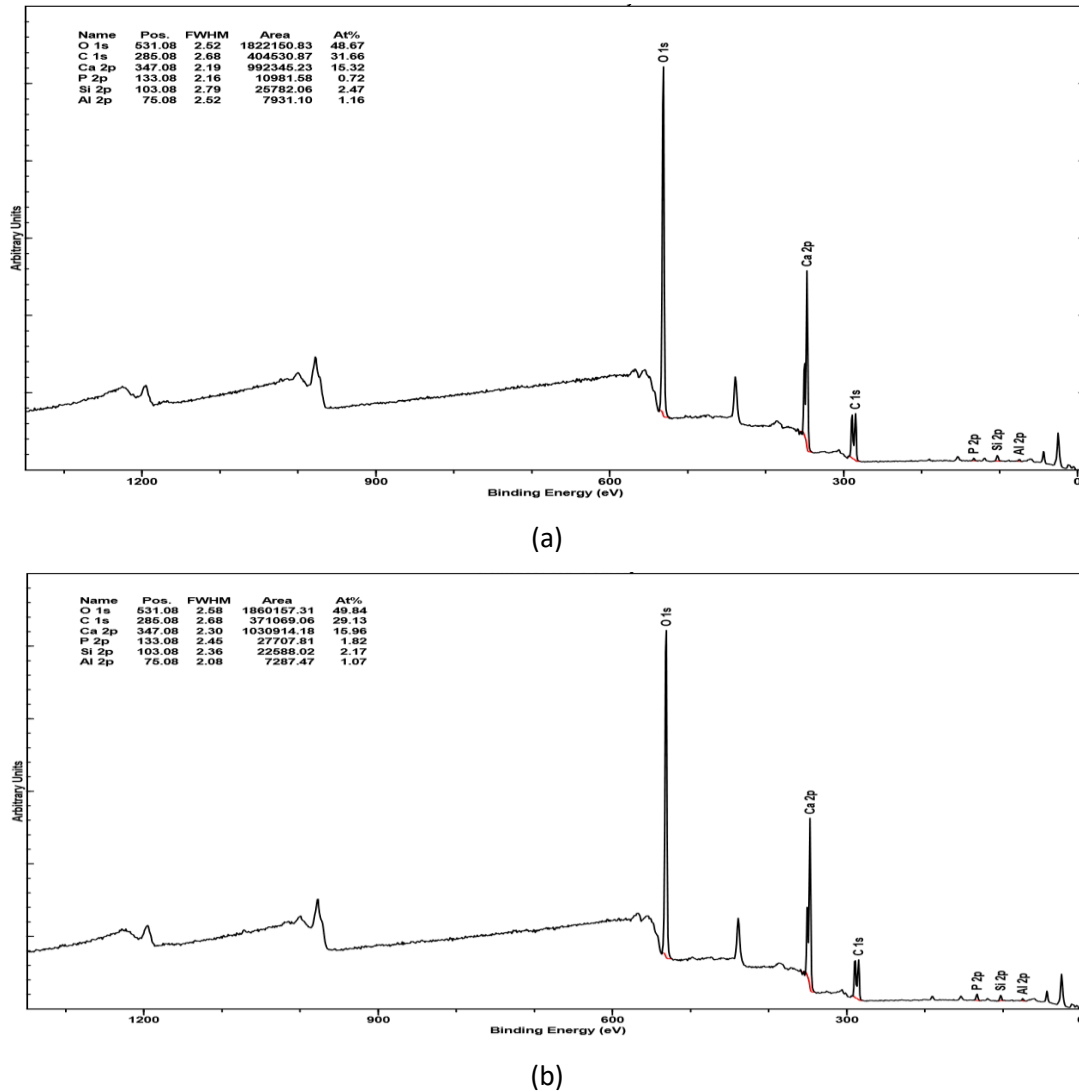 Name Pos. FWHM Area At%
O 1s 531.08 2.52 1822150.83 48.67
C 1s 285.08 2.68 404530.87 31.66
Ca 2p 347.08 2.19 992345.23 15.32
P 2p 133.08 2.16 10981.58 0.72
Si 2p 103.08 2.79 25782.06 2.47
Al 2p 75.08 2.52 7931.10 1.16
O 1s
Ca 2p
C 1s
P 2p
Si 2p
Al 2p
Arbitrary Units
1200 900 600 300 0
Binding Energy (eV)
(a)
Name Pos. FWHM Area At%
O 1s 531.08 2.58 1860157.31 49.84
C 1s 285.08 2.68 371069.06 29.13
Ca 2p 347.08 2.30 1030914.18 15.96
P 2p 133.08 2.45 27707.81 1.82
Si 2p 103.08 2.36 22588.02 2.17
Al 2p 75.08 2.08 7287.47 1.07
O 1s
Ca 2p
C 1s
P 2p
Si 2p
Al 2p
Arbitrary Units
1200 900 600 300 0
Binding Energy (eV)
(b)